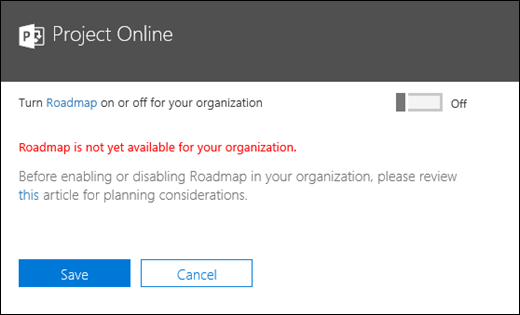 Project Online
Turn Roadmap on or off for your organization
Off
Roadmap is not yet available for your organization.
Before enabling or disabling Roadmap in your organization, please review
this article for planning considerations.
Save
Cancel